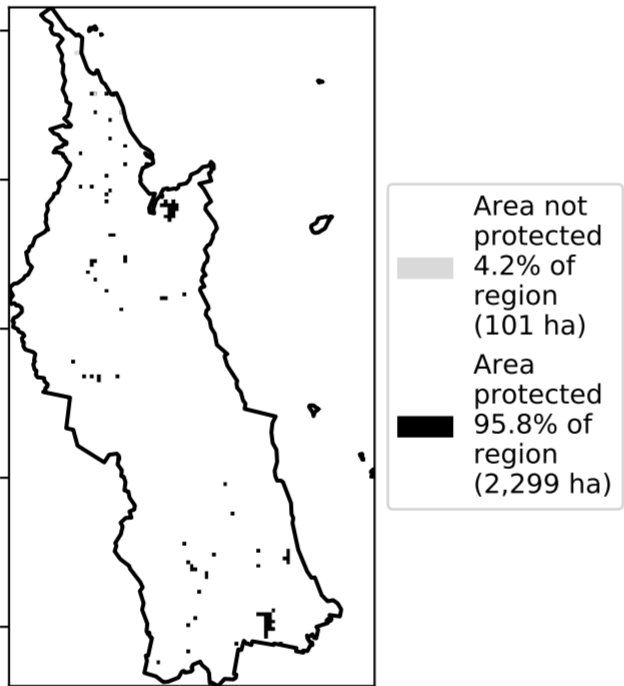 Area not
protected
4.2% of
region
(101 ha)
Area
protected
95.8% of
region
(2,299 ha)